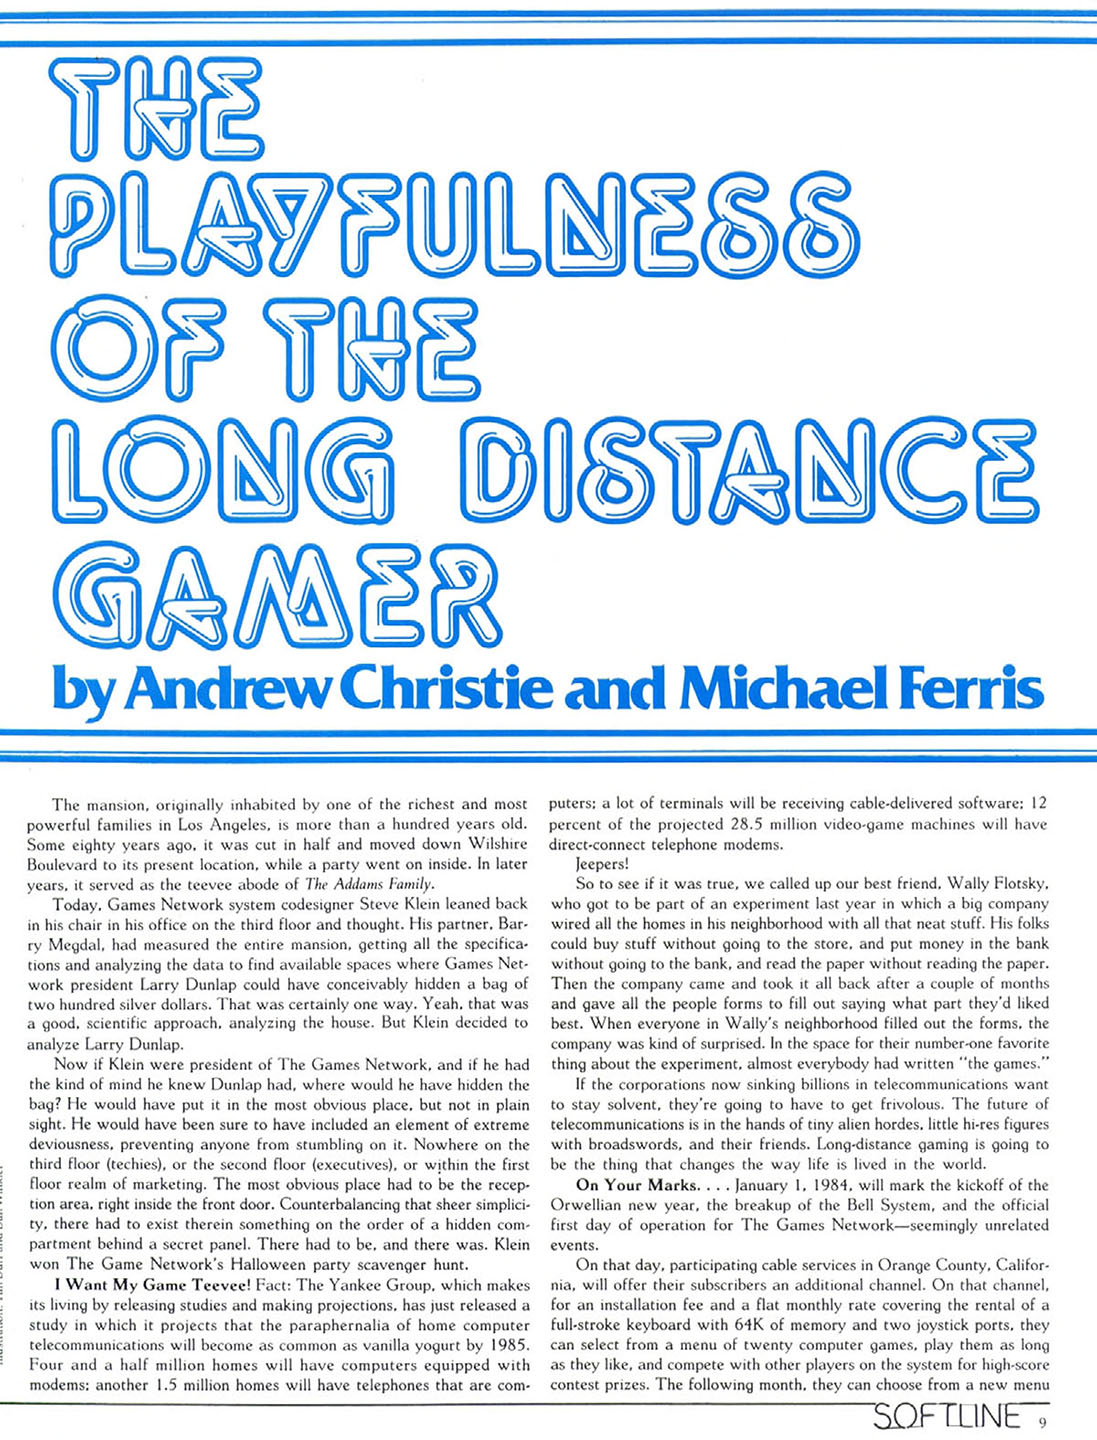 THE
PLAYFULNESS
OF THE
LONG DISTANCE
GAMER
by Andrew Christie and Michael Ferris
The mansion, originally inhabited by one of the richest and most
powerful families in Los Angeles, is more than a hundred years old.
Some eighty years ago, it was cut in half and moved down Wilshire
Boulevard to its present location, while a party went on inside. In later
years, it served as the teevee abode of The Addams Family.
Today, Games Network system codesigner Steve Klein leaned back
in his chair in his office on the third floor and thought. His partner, Bar-
ry Megdal, had measured the entire mansion, getting all the specifica-
tions and analyzing the data to find available spaces where Games Net-
work president Larry Dunlap could have conceivably hidden a bag of
two hundred silver dollars. That was certainly one way. Yeah, that was
a good, scientific approach, analyzing the house. But Klein decided to
analyze Larry Dunlap.
Now if Klein were president of The Games Network, and if he had
the kind of mind he knew Dunlap had, where would he have hidden the
bag? He would have put it in the most obvious place, but not in plain
sight. He would have been sure to have included an element of extreme
deviousness, preventing anyone from stumbling on it. Nowhere on the
third floor (techies), or the second floor (executives), or within the first
floor realm of marketing. The most obvious place had to be the recep-
tion area, right inside the front door. Counterbalancing that sheer simplici-
ty, there had to exist therein something on the order of a hidden com-
partment behind a secret panel. There had to be, and there was. Klein
won The Game Network's Halloween party scavenger hunt.
I Want My Game Teevee! Fact: The Yankee Group, which makes
its living by releasing studies and making projections, has just released a
study in which it projects that the paraphernalia of home computer
telecommunications will become as common as vanilla yogurt by 1985.
Four and a half million homes will have computers equipped with
modems; another 1.5 million homes will have telephones that are com-
puters; a lot of terminals will be receiving cable-delivered software; 12
percent of the projected 28.5 million video-game machines will have
direct-connect telephone modems.
Jeepers!
So to see if it was true, we called up our best friend, Wally Flotsky,
who got to be part of an experiment last year in which a big company
wired all the homes in his neighborhood with all that neat stuff. His folks
could buy stuff without going to the store, and put money in the bank
without going to the bank, and read the paper without reading the paper.
Then the company came and took it all back after a couple of months
and gave all the people forms to fill out saying what part they'd liked
best. When everyone in Wally's neighborhood filled out the forms, the
company was kind of surprised. In the space for their number-one favorite
thing about the experiment, almost everybody had written "the games."
If the corporations now sinking billions in telecommunications want
to stay solvent, they're going to have to get frivolous. The future of
telecommunications is in the hands of tiny alien hordes, little hi-res figures
with broadswords, and their friends. Long-distance gaming is going to
be the thing that changes the way life is lived in the world.
On Your Marks. . . . January 1, 1984, will mark the kickoff of the
Orwellian new year, the breakup of the Bell System, and the official
first day of operation for The Games Network—seemingly unrelated
events.
On that day, participating cable services in Orange County, Califor-
nia, will offer their subscribers an additional channel. On that channel,
for an installation fee and a flat monthly rate covering the rental of a
full-stroke keyboard with 64K of memory and two joystick ports, they
can select from a menu of twenty computer games, play them as long
as they like, and compete with other players on the system for high-score
contest prizes. The following month, they can choose from a new menu
SOFTLINE 9